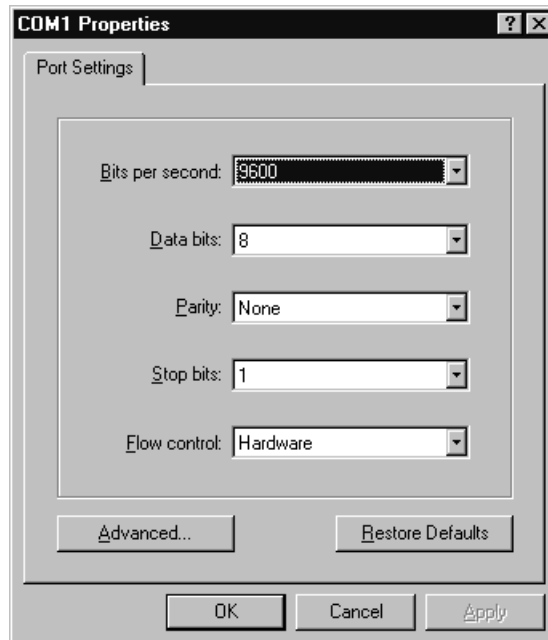 COM1 Properties
Port Settings
Bits per second: 9600
Data bits: 8
Parity: None
Stop bits: 1
Flow control: Hardware
Advanced... Restore Defaults
OK Cancel Apply